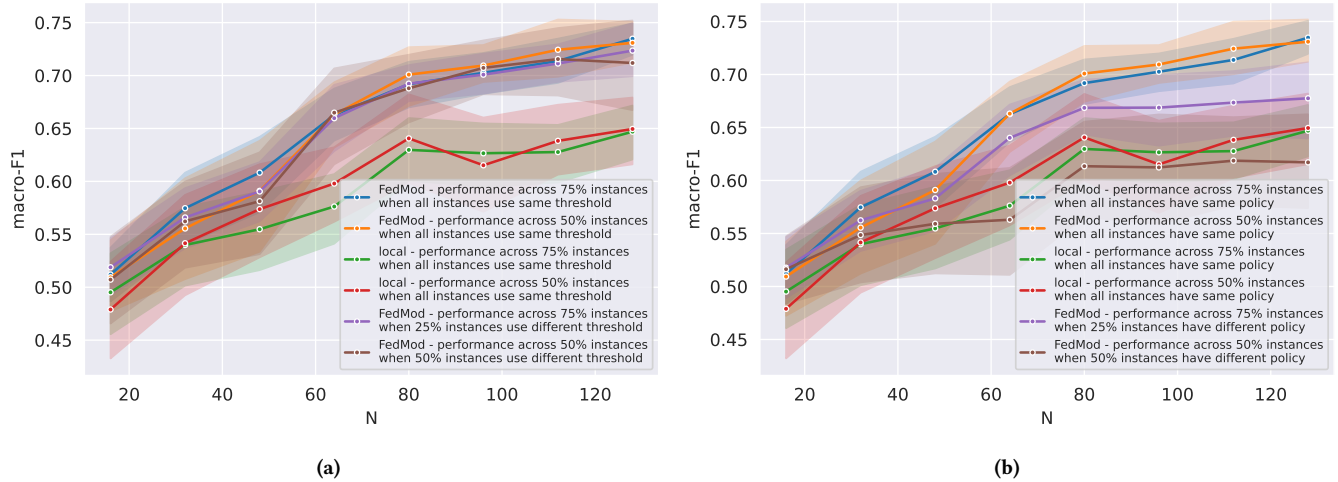 0.75
0.70
0.65
0.60
0.55
0.50
0.45
macro-F1
20
40
60
80
100
120
N
FedMod - performance across 75% instances
when all instances use same threshold
FedMod - performance across 50% instances
when all instances use same threshold
local - performance across 75% instances
when all instances use same threshold
local - performance across 50% instances
when all instances use same threshold
FedMod - performance across 75% instances
when 25% instances use different threshold
FedMod - performance across 50% instances
when 50% instances use different threshold
(a)
0.75
0.70
0.65
0.60
0.55
0.50
0.45
macro-F1
20
40
60
80
100
120
N
FedMod - performance across 75% instances
when all instances have same policy
FedMod - performance across 50% instances
when all instances have same policy
local - performance across 75% instances
when all instances have same policy
local - performance across 50% instances
when all instances have same policy
FedMod - performance across 75% instances
when 25% instances have different policy
FedMod - performance across 50% instances
when 50% instances have different policy
(b)